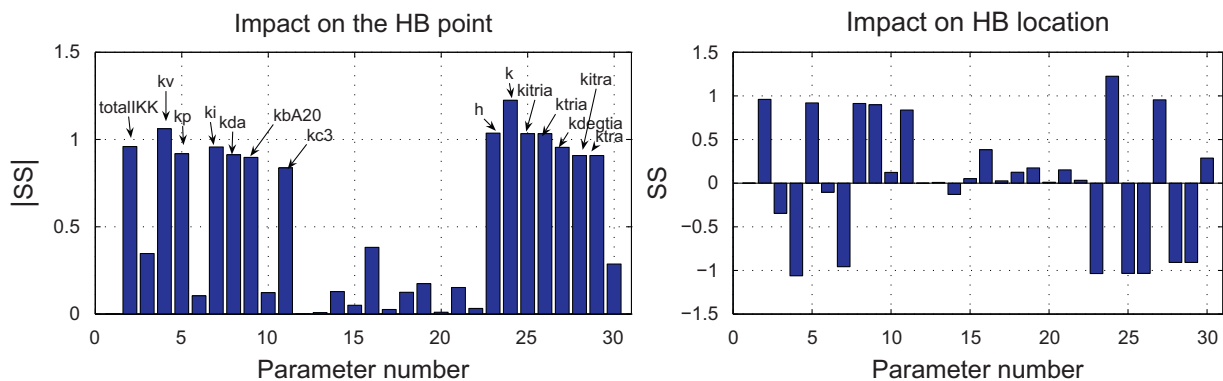 Impact on the HB point
1.5
1
0.5
0
|SS|
totalIKK
kv
kp
ki
kda
kbA20
kc3
h
k
kitria
ktria
kdegtia
kitra
ktra
0 5 10 15 20 25 30
Parameter number
Impact on HB location
1.5
1
0.5
0
−0.5
−1
−1.5
SS
0 5 10 15 20 25 30
Parameter number